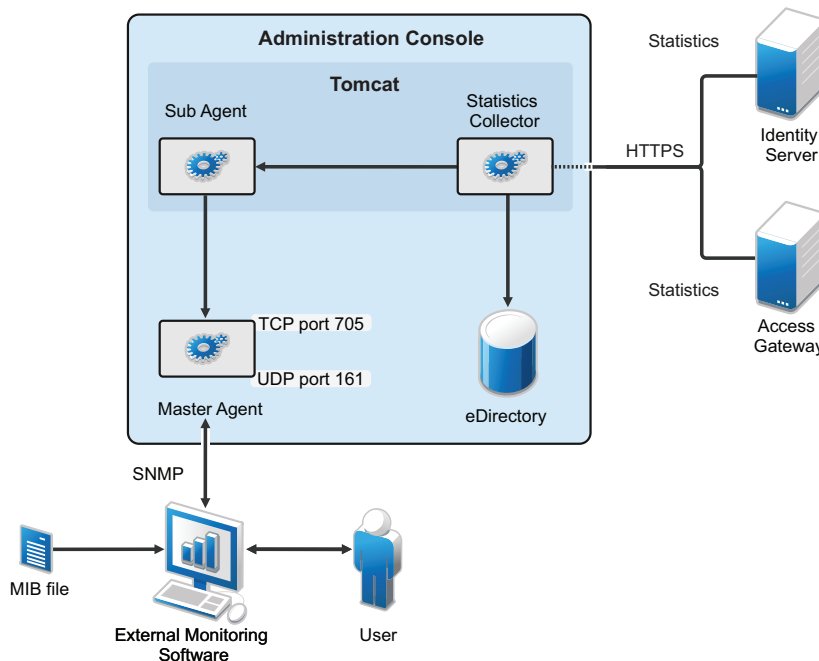 Administration Console
Tomcat
Sub Agent
Statistics
Collector
Statistics
Identity
Server
HTTPS
Statistics
Access
Gateway
TCP port 705
UDP port 161
Master Agent
eDirectory
SNMP
MIB file
External Monitoring
Software
User